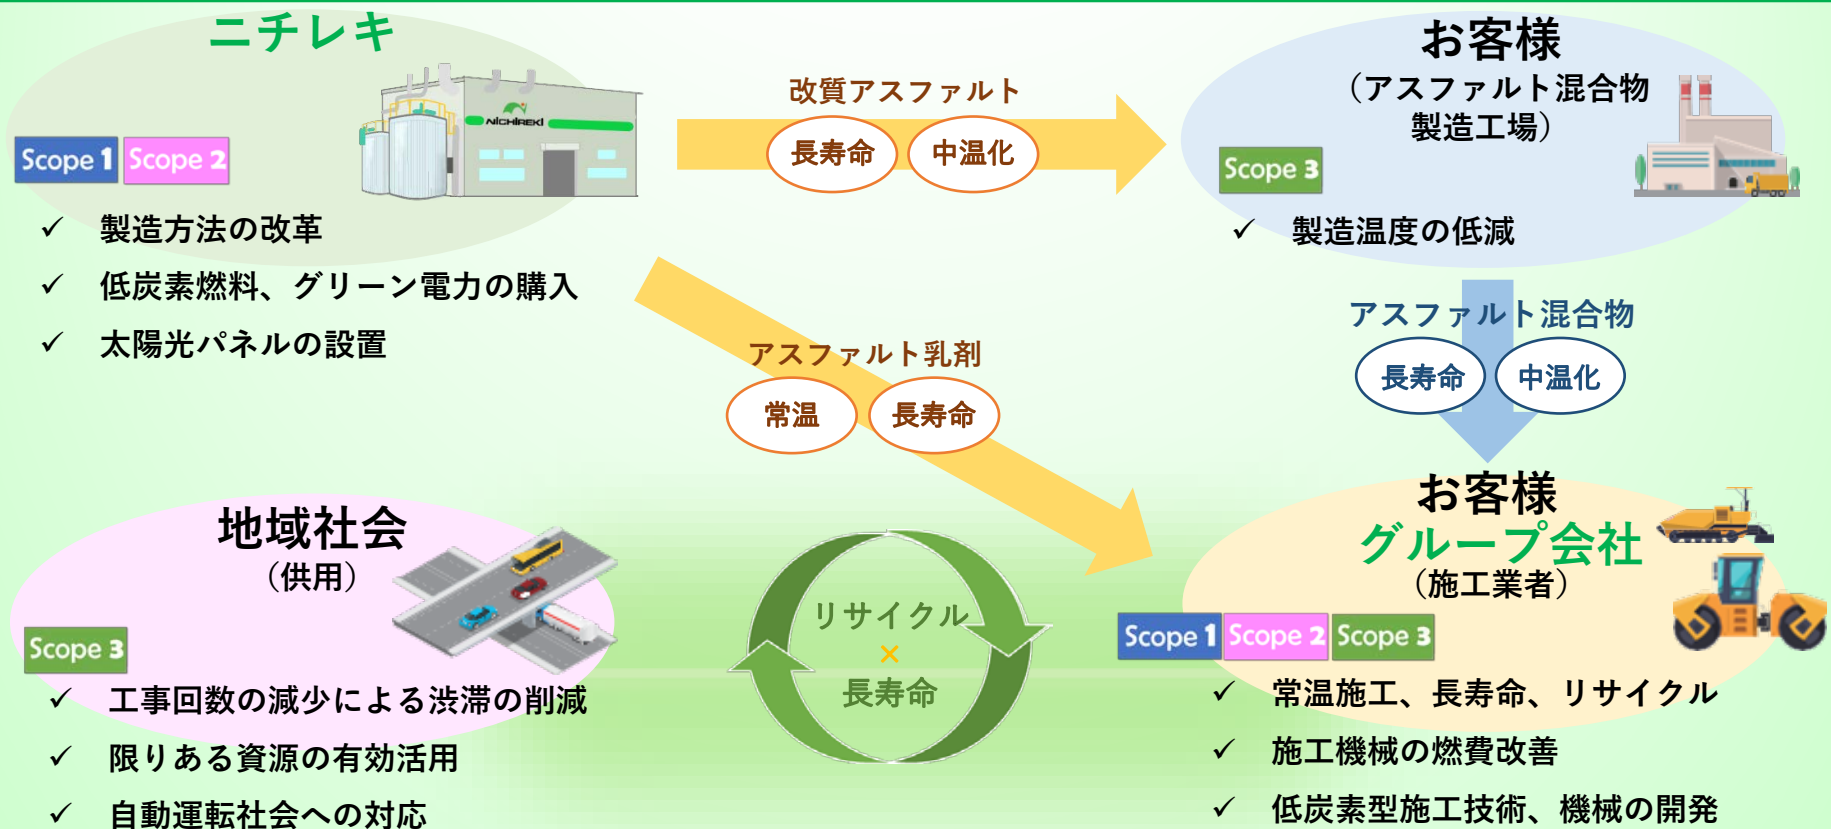 ニチレキ
NICHIREKI
Scope 1 Scope 2
✓ 製造方法の改革
✓ 低炭素燃料、グリーン電力の購入
✓ 太陽光パネルの設置
改質アスファルト
長寿命 中温化
お客様
（アスファルト混合物
製造工場）
Scope 3
✓ 製造温度の低減
アスファルト混合物
長寿命 中温化
アスファルト乳剤
常温 長寿命
お客様
グループ会社
（施工業者）
Scope 1 Scope 2 Scope 3
✓ 常温施工、長寿命、リサイクル
✓ 施工機械の燃費改善
✓ 低炭素型施工技術、機械の開発
リサイクル
×
長寿命
地域社会
（供用）
Scope 3
✓ 工事回数の減少による渋滞の削減
✓ 限りある資源の有効活用
✓ 自動運転社会への対応